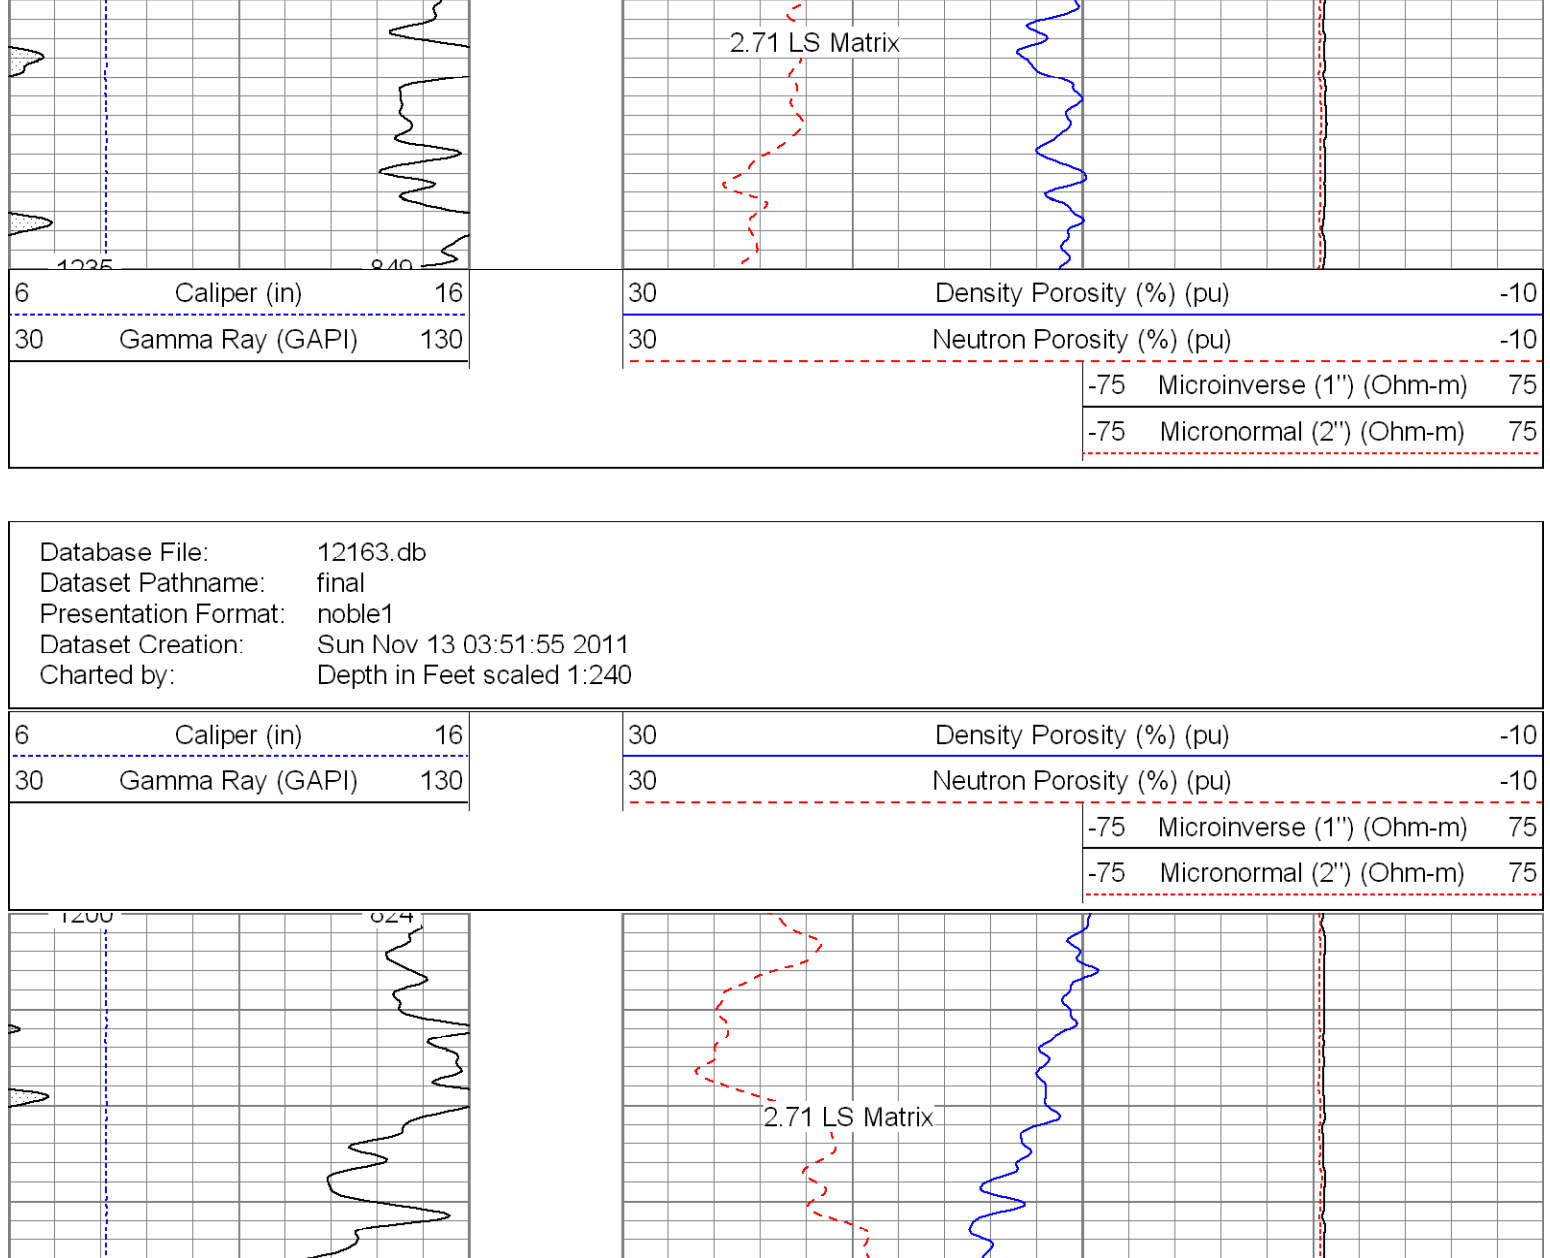 2.71 LS Matrix
1235 849
6 Caliper (in) 16 30 Density Porosity (%) (pu) -10
30 Gamma Ray (GAPI) 130 30 Neutron Porosity (%) (pu) -10
-75 Microinverse (1") (Ohm-m) 75
-75 Micronormal (2") (Ohm-m) 75
Database File: 12163.db
Dataset Pathname: final
Presentation Format: noble1
Dataset Creation: Sun Nov 13 03:51:55 2011
Charted by: Depth in Feet scaled 1:240
6 Caliper (in) 16 30 Density Porosity (%) (pu) -10
30 Gamma Ray (GAPI) 130 30 Neutron Porosity (%) (pu) -10
-75 Microinverse (1") (Ohm-m) 75
-75 Micronormal (2") (Ohm-m) 75
1200 824
2.71 LS Matrix